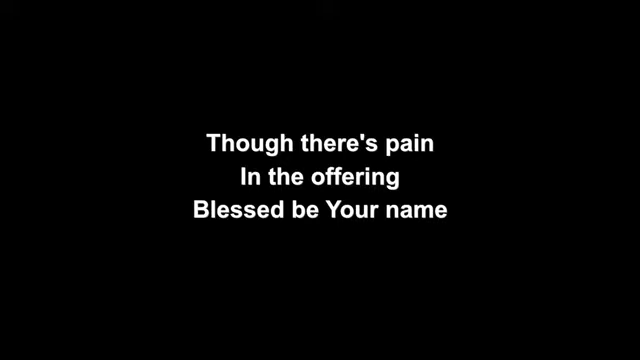 Though there's pain
In the offering
Blessed be Your name